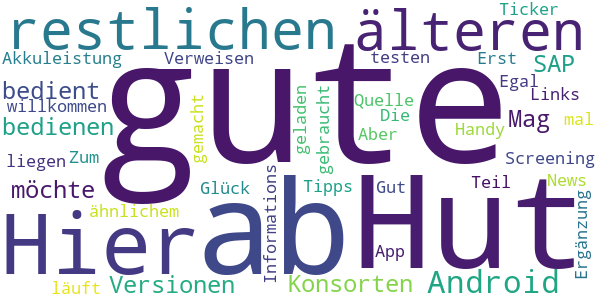 restlichen
älteren
Ticker
Akkuleistung
Verweisen
testen
Erst
SAP
bedient
willkommen
bedienen
gute
gemacht
geladen
gebraucht
Quelle
Die
Aber
Egal
Links
Mag
mal
Handy
liegen
Zum
Screening
möchte
Glück
Tipps
Gut
Teil
News
ähnlichem
Informations
Hier
ab
Hut
App
Ergänzung
läuft
Versionen
Konsorten
Android